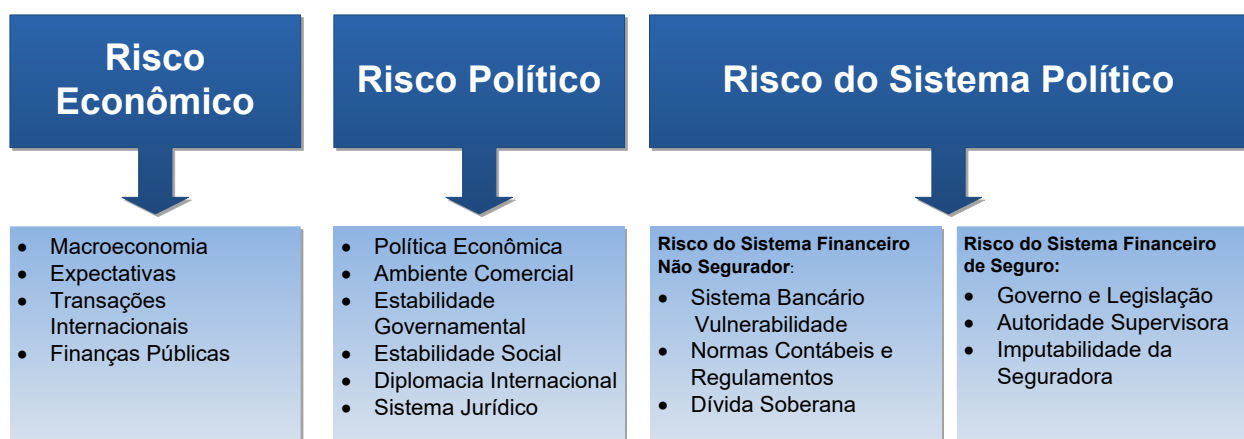 Risco
Econômico
Risco Político
Risco do Sistema Político
• Macroeconomia
• Expectativas
• Transações
Internacionais
• Finanças Públicas
• Política Econômica
• Ambiente Comercial
• Estabilidade
Governamental
• Estabilidade Social
• Diplomacia Internacional
• Sistema Jurídico
Risco do Sistema Financeiro
Não Segurador:
• Sistema Bancário
Vulnerabilidade
• Normas Contábeis e
Regulamentos
• Dívida Soberana
Risco do Sistema Financeiro
de Seguro:
• Governo e Legislação
• Autoridade Supervisora
• Imputabilidade da
Seguradora